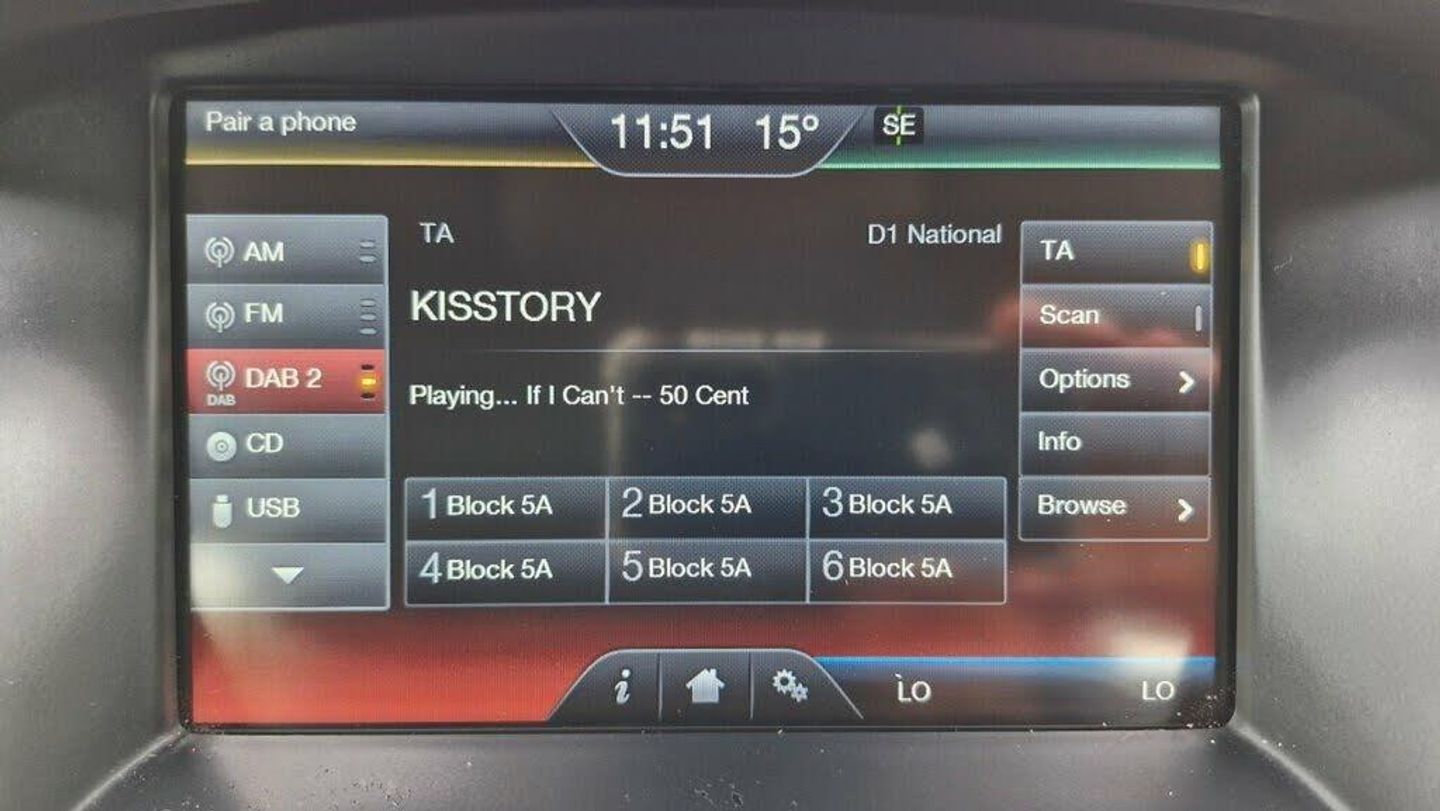 Pair a phone
11:51 15º SE
AM
FM
DAB
DAB 2
CD
USB
TA
D1 National
KISSTORY
Playing... If I Can't -- 50 Cent
1 Block 5A
2 Block 5A
3 Block 5A
4 Block 5A
5 Block 5A
6 Block 5A
TA
Scan
Options
Info
Browse
i
LO
LO